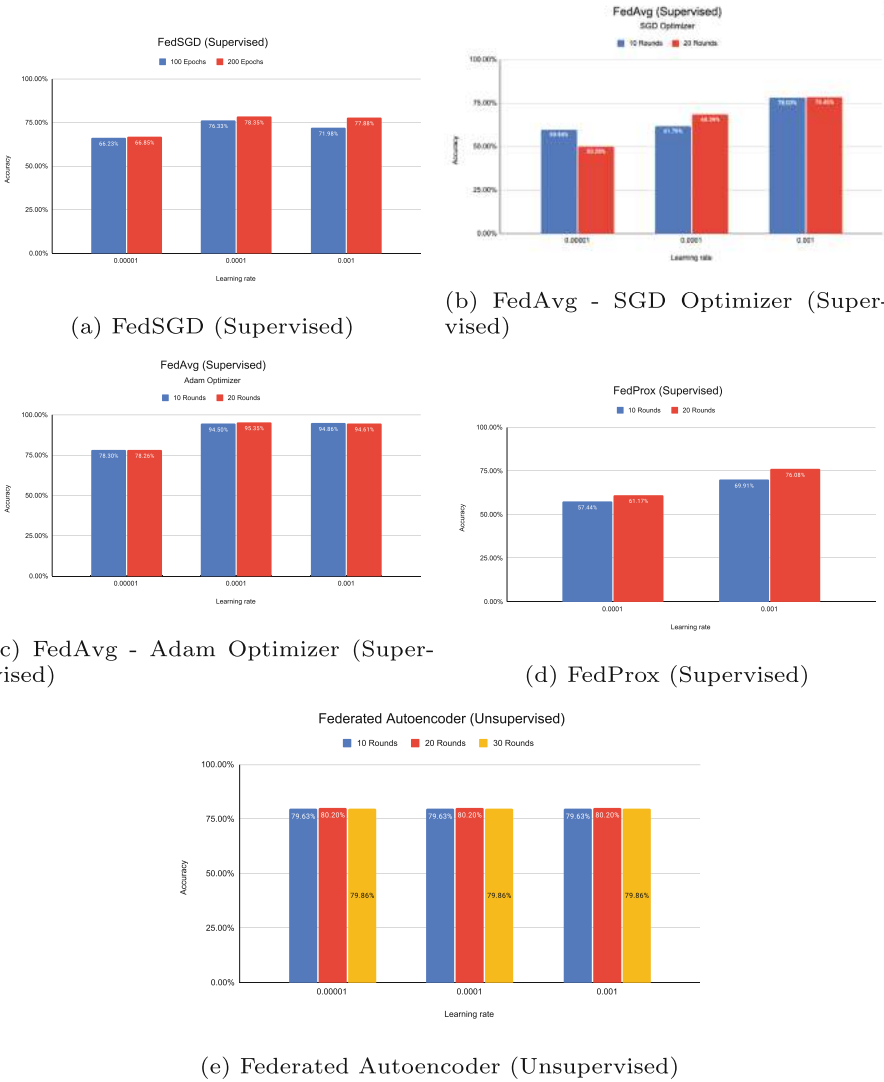 FedSGD (Supervised)
100 Epochs 200 Epochs
100.00%
75.00%
50.00%
25.00%
0.00%
Accuracy
66.23% 66.85% 76.33% 78.35% 71.98% 77.88%
0.00001 0.0001 0.001
Learning rate
(a) FedSGD (Supervised)
FedAvg (Supervised)
SGD Optimizer
10 Rounds 20 Rounds
100.00%
75.00%
50.00%
25.00%
0.00%
Accuracy
61.76%
0.00001 0.0001 0.001
Learning rate
(b) FedAvg - SGD Optimizer (Super-
vised)
FedAvg (Supervised)
Adam Optimizer
10 Rounds 20 Rounds
100.00%
75.00%
50.00%
25.00%
0.00%
Accuracy
78.30% 78.26% 94.50% 95.35% 94.86% 94.61%
0.00001 0.0001 0.001
Learning rate
c) FedAvg - Adam Optimizer (Super-
vised)
FedProx (Supervised)
10 Rounds 20 Rounds
100.00%
75.00%
50.00%
25.00%
0.00%
Accuracy
57.44% 61.17% 69.91% 76.08%
0.0001 0.001
Learning rate
(d) FedProx (Supervised)
Federated Autoencoder (Unsupervised)
10 Rounds 20 Rounds 30 Rounds
100.00%
75.00%
50.00%
25.00%
0.00%
Accuracy
79.63% 80.20% 79.86% 79.63% 80.20% 79.86% 79.63% 80.20% 79.86%
0.00001 0.0001 0.001
Learning rate
(e) Federated Autoencoder (Unsupervised)